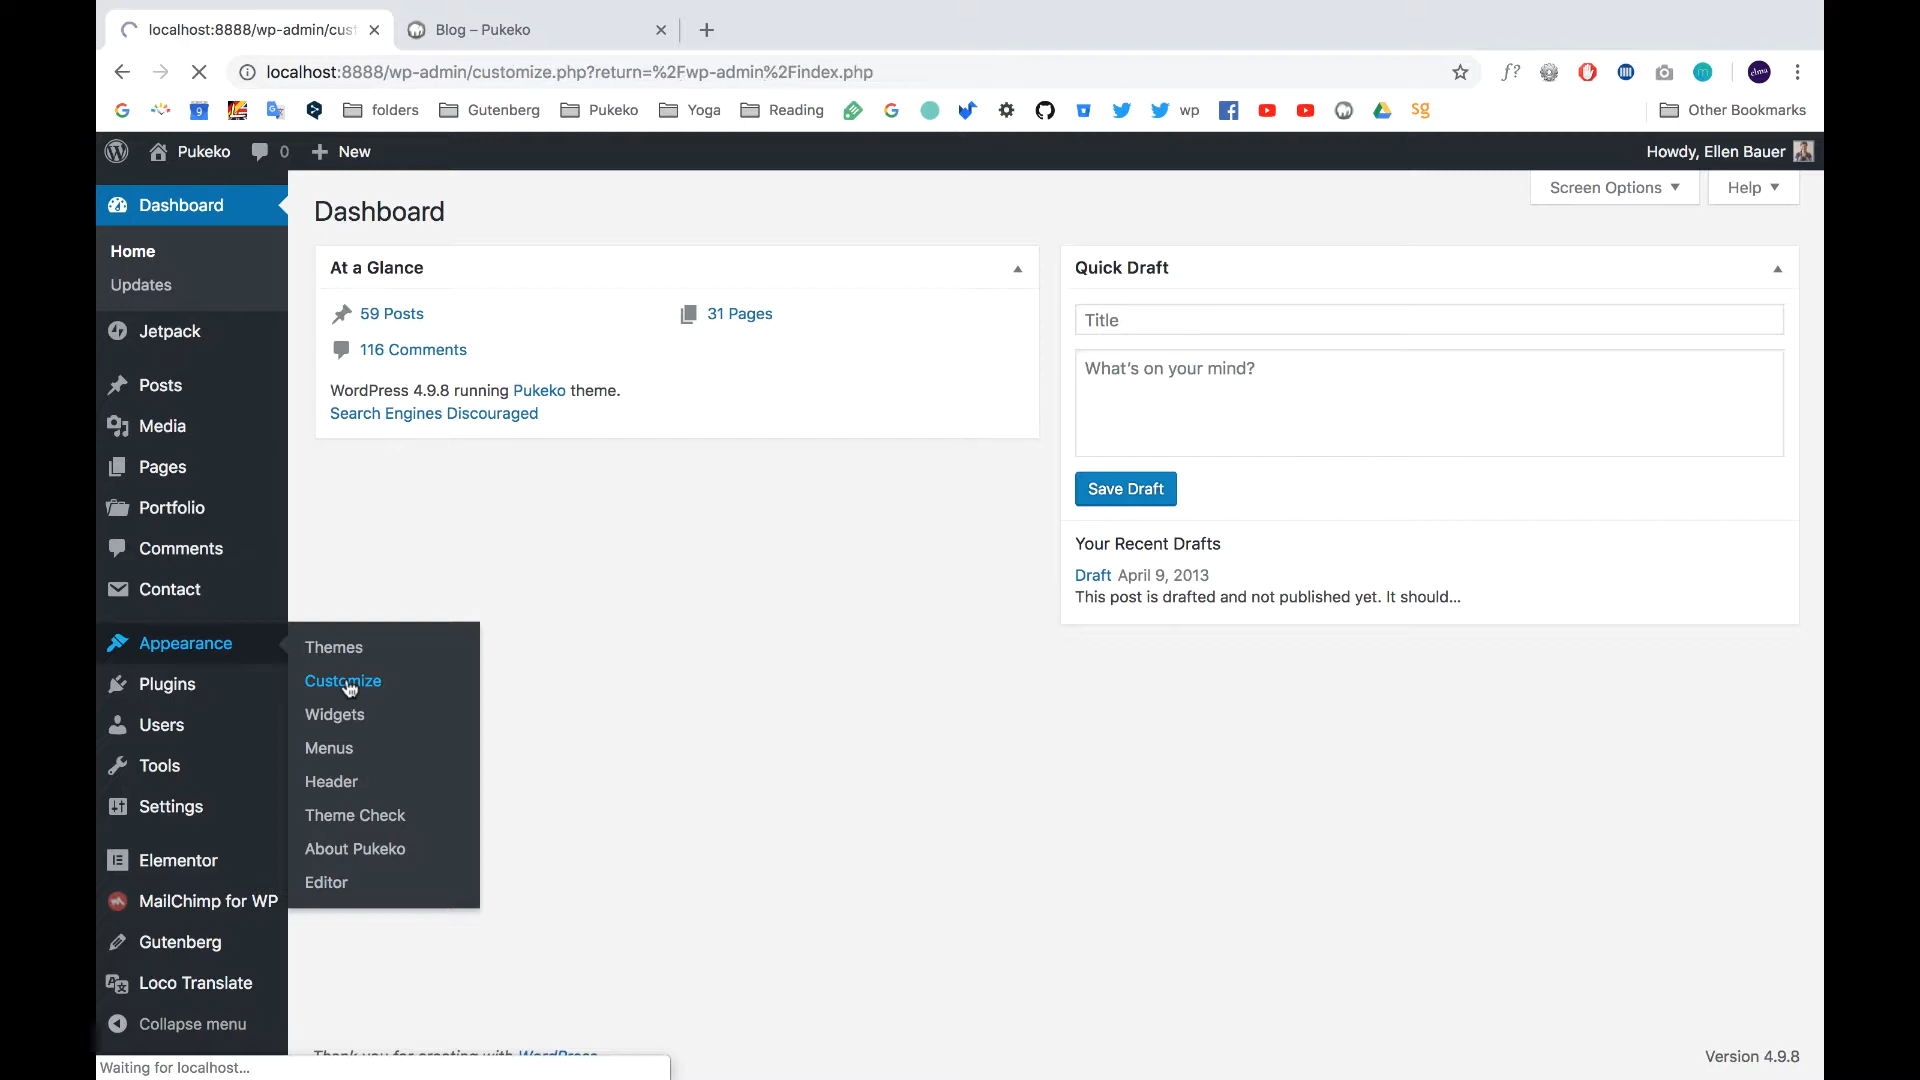 localhost:8888/wp-admin/cust
Blog – Pukeko
localhost:8888/wp-admin/customize.php?return=%2Fwp-admin%2Findex.php
f?
elma
m
9
folders
Gutenberg
Pukeko
Yoga
Reading
wp
Sg
Other Bookmarks
Pukeko
0
New
Howdy, Ellen Bauer
Dashboard
Home
Updates
Jetpack
Posts
Media
Pages
Portfolio
Comments
Contact
Appearance
Plugins
Users
Tools
Settings
Elementor
MailChimp for WP
Gutenberg
Loco Translate
Collapse menu
Themes
Customize
Widgets
Menus
Header
Theme Check
About Pukeko
Editor
Screen Options
Help
Dashboard
At a Glance
59 Posts
31 Pages
116 Comments
WordPress 4.9.8 running Pukeko theme.
Search Engines Discouraged
Quick Draft
Title
What's on your mind?
Save Draft
Your Recent Drafts
Draft April 9, 2013
This post is drafted and not published yet. It should...
Thank you for creating with WordPress
Version 4.9.8
Waiting for localhost...